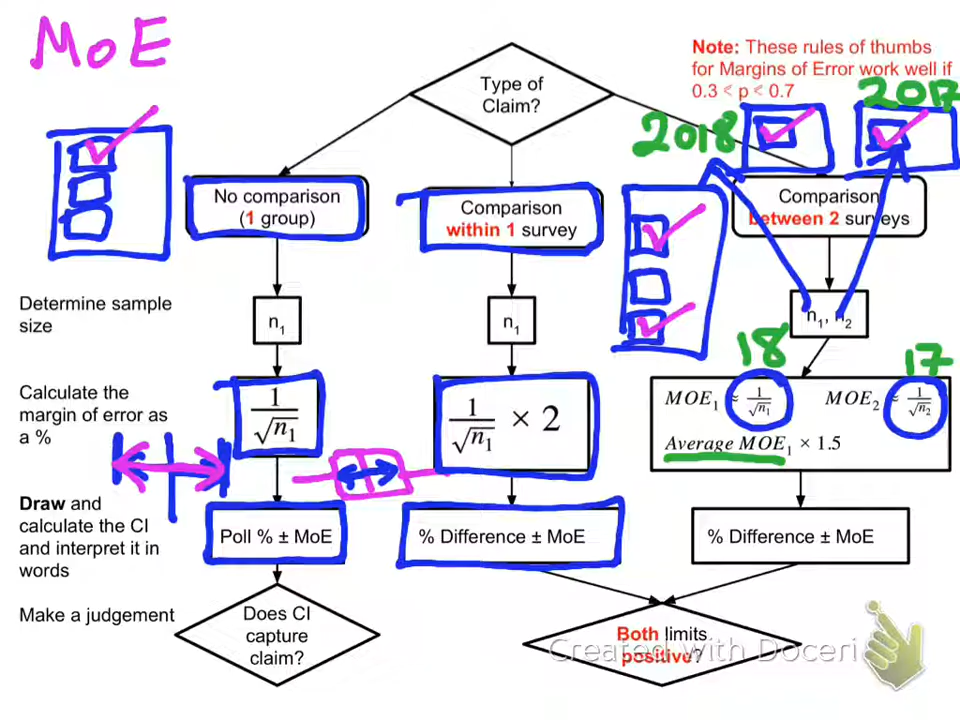 MoE
Note: These rules of thumbs
for Margins of Error work well if
0.3 < p < 0.7
Type of
Claim?
2018
2017
No comparison
(1 group)
Comparison
within 1 survey
Comparison
between 2 surveys
Determine sample
size
n₁
n₁
n₁, n₂
18
17
Calculate the
margin of error as
a %
1/√n₁
1/√n₁ × 2
MOE₁ ≈ 1/√n₁
MOE₂ ≈ 1/√n₂
Average MOE₁ × 1.5
Draw and
calculate the CI
and interpret it in
words
Poll % ± MoE
% Difference ± MoE
% Difference ± MoE
Make a judgement
Does CI
capture
claim?
Both limits
positive?
Created with Doceri